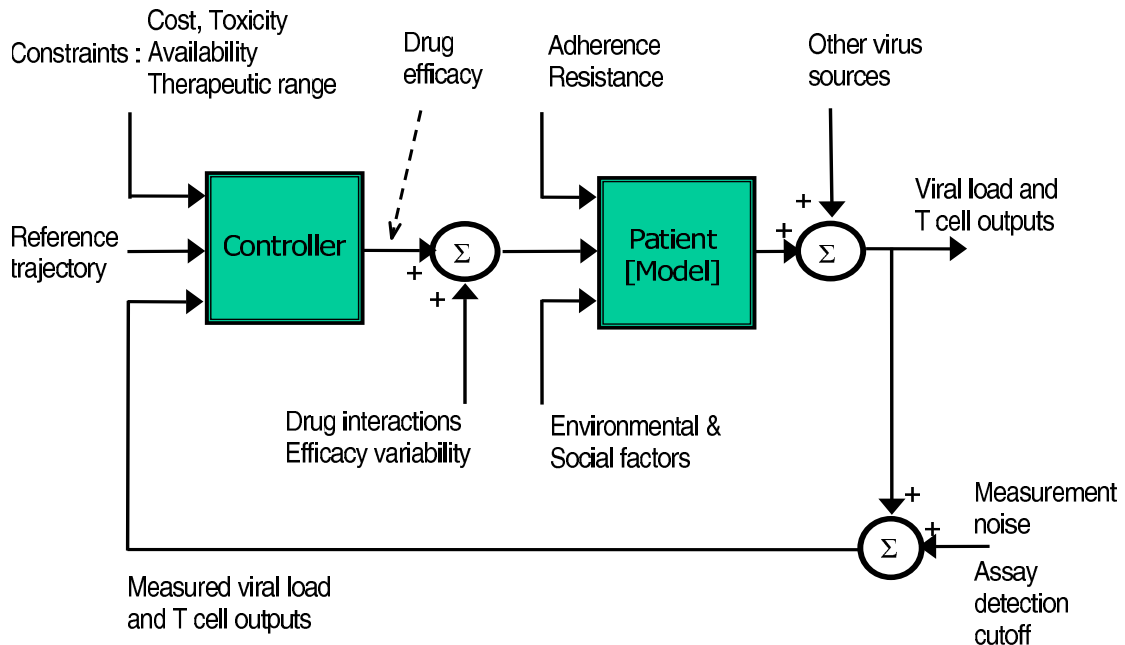 Cost, Toxicity
Constraints : Availability
Therapeutic range
Drug
efficacy
Adherence
Resistance
Other virus
sources
Reference
trajectory
Controller
+
Σ
+
Patient
[Model]
+
+
Σ
Viral load and
T cell outputs
Drug interactions
Efficacy variability
Environmental &
Social factors
+
+
Σ
Measurement
noise
Assay
detection
cutoff
Measured viral load
and T cell outputs